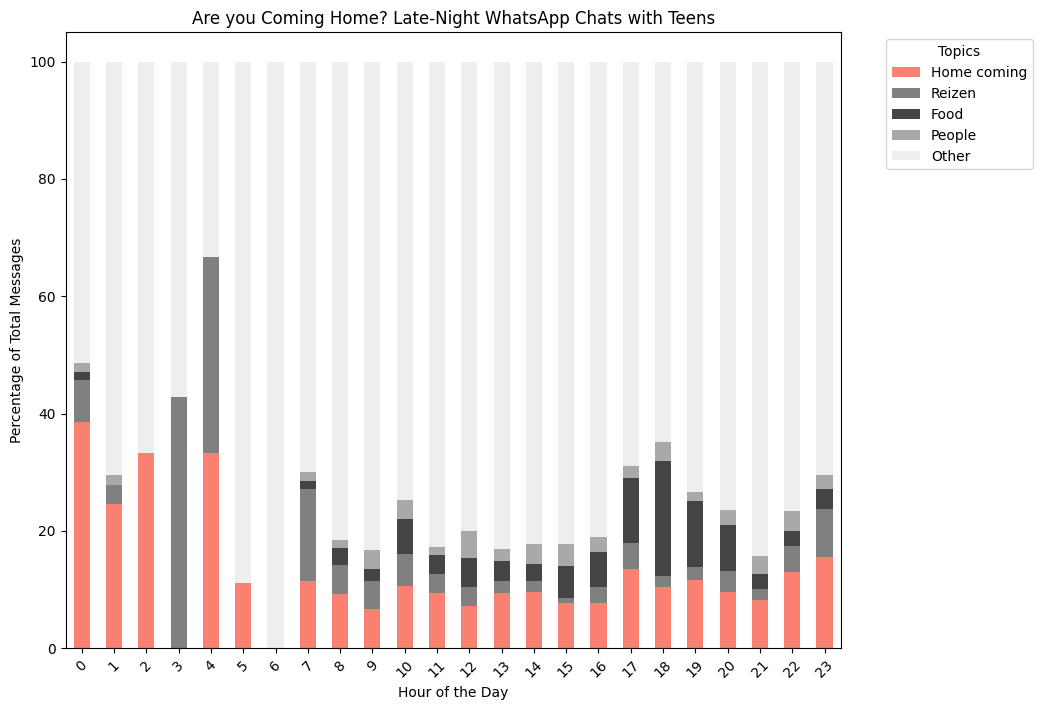 Are you Coming Home? Late-Night WhatsApp Chats with Teens
Topics
Home coming
Reizen
Food
People
Other
Percentage of Total Messages
100
80
60
40
20
0
0 1 2 3 4 5 6 7 8 9 10 11 12 13 14 15 16 17 18 19 20 21 22 23
Hour of the Day